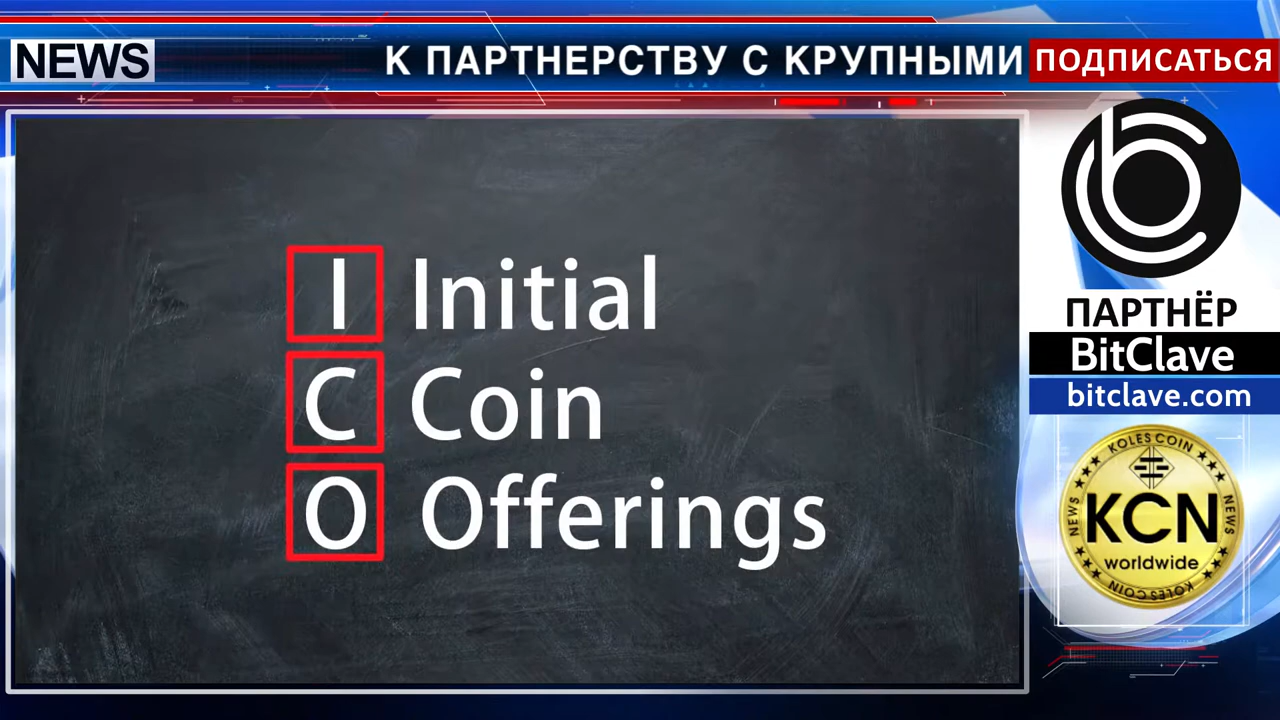 NEWS
К ПАРТНЕРСТВУ С КРУПНЫМИ
ПОДПИСАТЬСЯ
I Initial
C Coin
O Offerings
ПАРТНЁР
BitClave
bitclave.com
KOLES COIN
NEWS
KCN
NEWS
worldwide
KOLES COIN